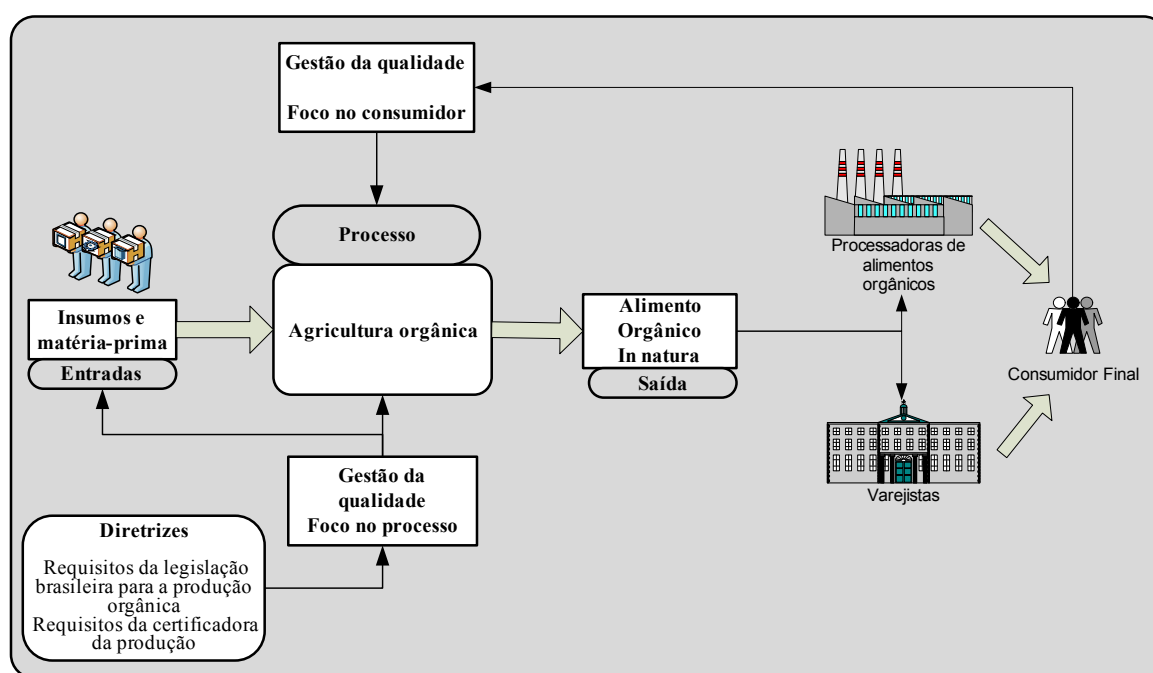 Gestão da qualidade
Foco no consumidor
Processo
Agricultura orgânica
Insumos e
matéria-prima
Entradas
Alimento
Orgânico
In natura
Saída
Processadoras de
alimentos
orgânicos
Consumidor Final
Varejistas
Gestão da
qualidade
Foco no processo
Diretrizes
Requisitos da legislação
brasileira para a produção
orgânica
Requisitos da certificadora
da produção